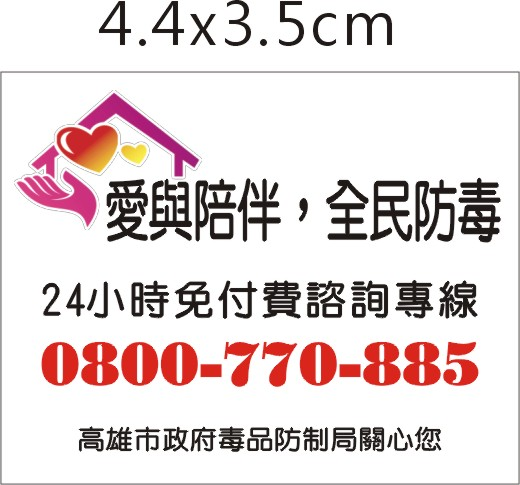 4.4x3.5cm
愛與陪伴，全民防毒
24小時免付費諮詢專線
0800-770-885
高雄市政府毒品防制局關心您